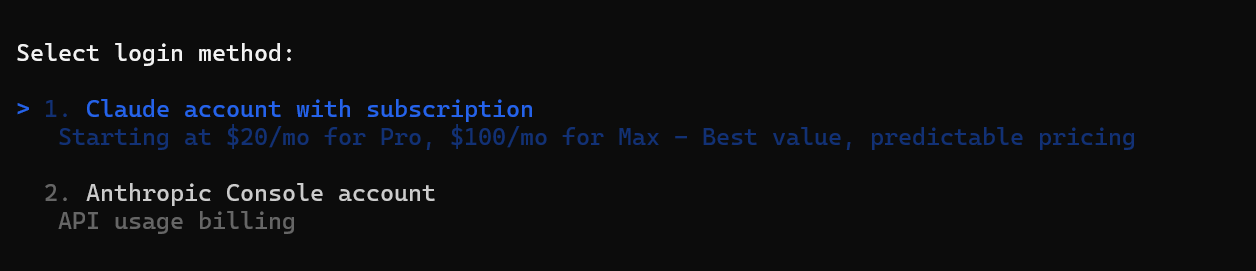 Select login method:
> 1. Claude account with subscription
Starting at $20/mo for Pro, $100/mo for Max - Best value, predictable pricing
2. Anthropic Console account
API usage billing